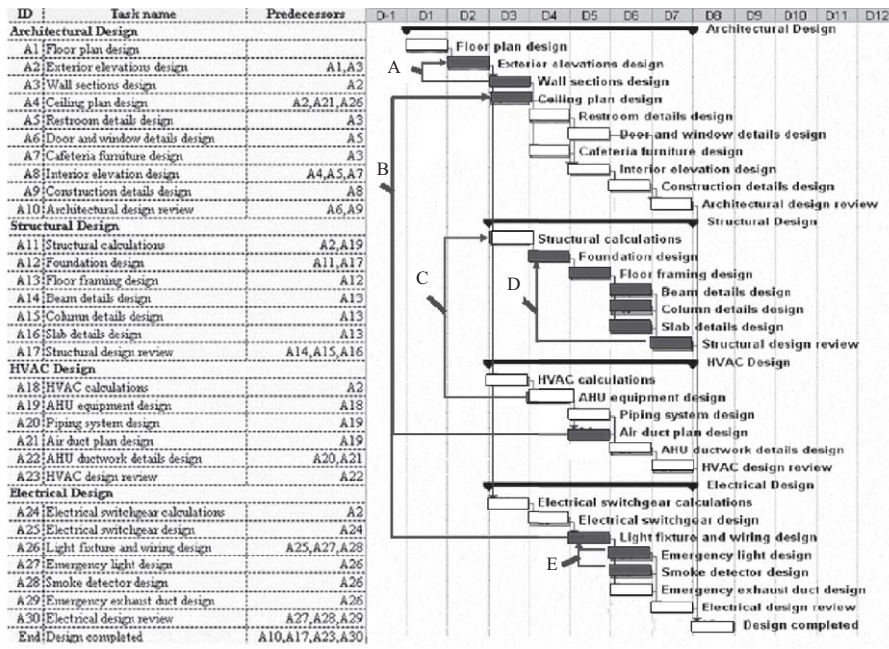 ID Task name Predecessors D-1 D1 D2 D3 D4 D5 D6 D7 D8 D9 D10 D11 D12
Architectural Design Architectural Design
A1 Floor plan design Floor plan design
A2 Exterior elevations design A1,A3 Exterior elevations design
A
A3 Wall sections design A2 Wall sections design
A4 Ceiling plan design A2,A21,A26 Ceiling plan design
A5 Restroom details design A3 Restroom details design
A6 Door and window details design A5 Door and window details design
A7 Cafeteria furniture design A3 Cafeteria furniture design
B
A8 Interior elevation design A4,A5,A7 Interior elevation design
A9 Construction details design A8 Construction details design
A10 Architectural design review A6,A9 Architectural design review
Structural Design Structural Design
A11 Structural calculations A2,A19 Structural calculations
A12 Foundation design A11,A17 Foundation design
A13 Floor framing design A12 Floor framing design
C D
A14 Beam details design A13 Beam details design
A15 Column details design A13 Column details design
A16 Slab details design A13 Slab details design
A17 Structural design review A14,A15,A16 Structural design review
HVAC Design HVAC Design
A18 HVAC calculations A2 HVAC calculations
A19 AHU equipment design A18 AHU equipment design
A20 Piping system design A19 Piping system design
A21 Air duct plan design A19 Air duct plan design
A22 AHU ductwork details design A20,A21 AHU ductwork details design
A23 HVAC design review A22 HVAC design review
Electrical Design Electrical Design
A24 Electrical switchgear calculations A2 Electrical switchgear calculations
A25 Electrical switchgear design A24 Electrical switchgear design
A26 Light fixture and wiring design A25,A27,A28 Light fixture and wiring design
A27 Emergency light design A26 Emergency light design
E
A28 Smoke detector design A26 Smoke detector design
A29 Emergency exhaust duct design A26 Emergency exhaust duct design
A30 Electrical design review A27,A28,A29 Electrical design review
End Design completed A10,A17,A23,A30 Design completed